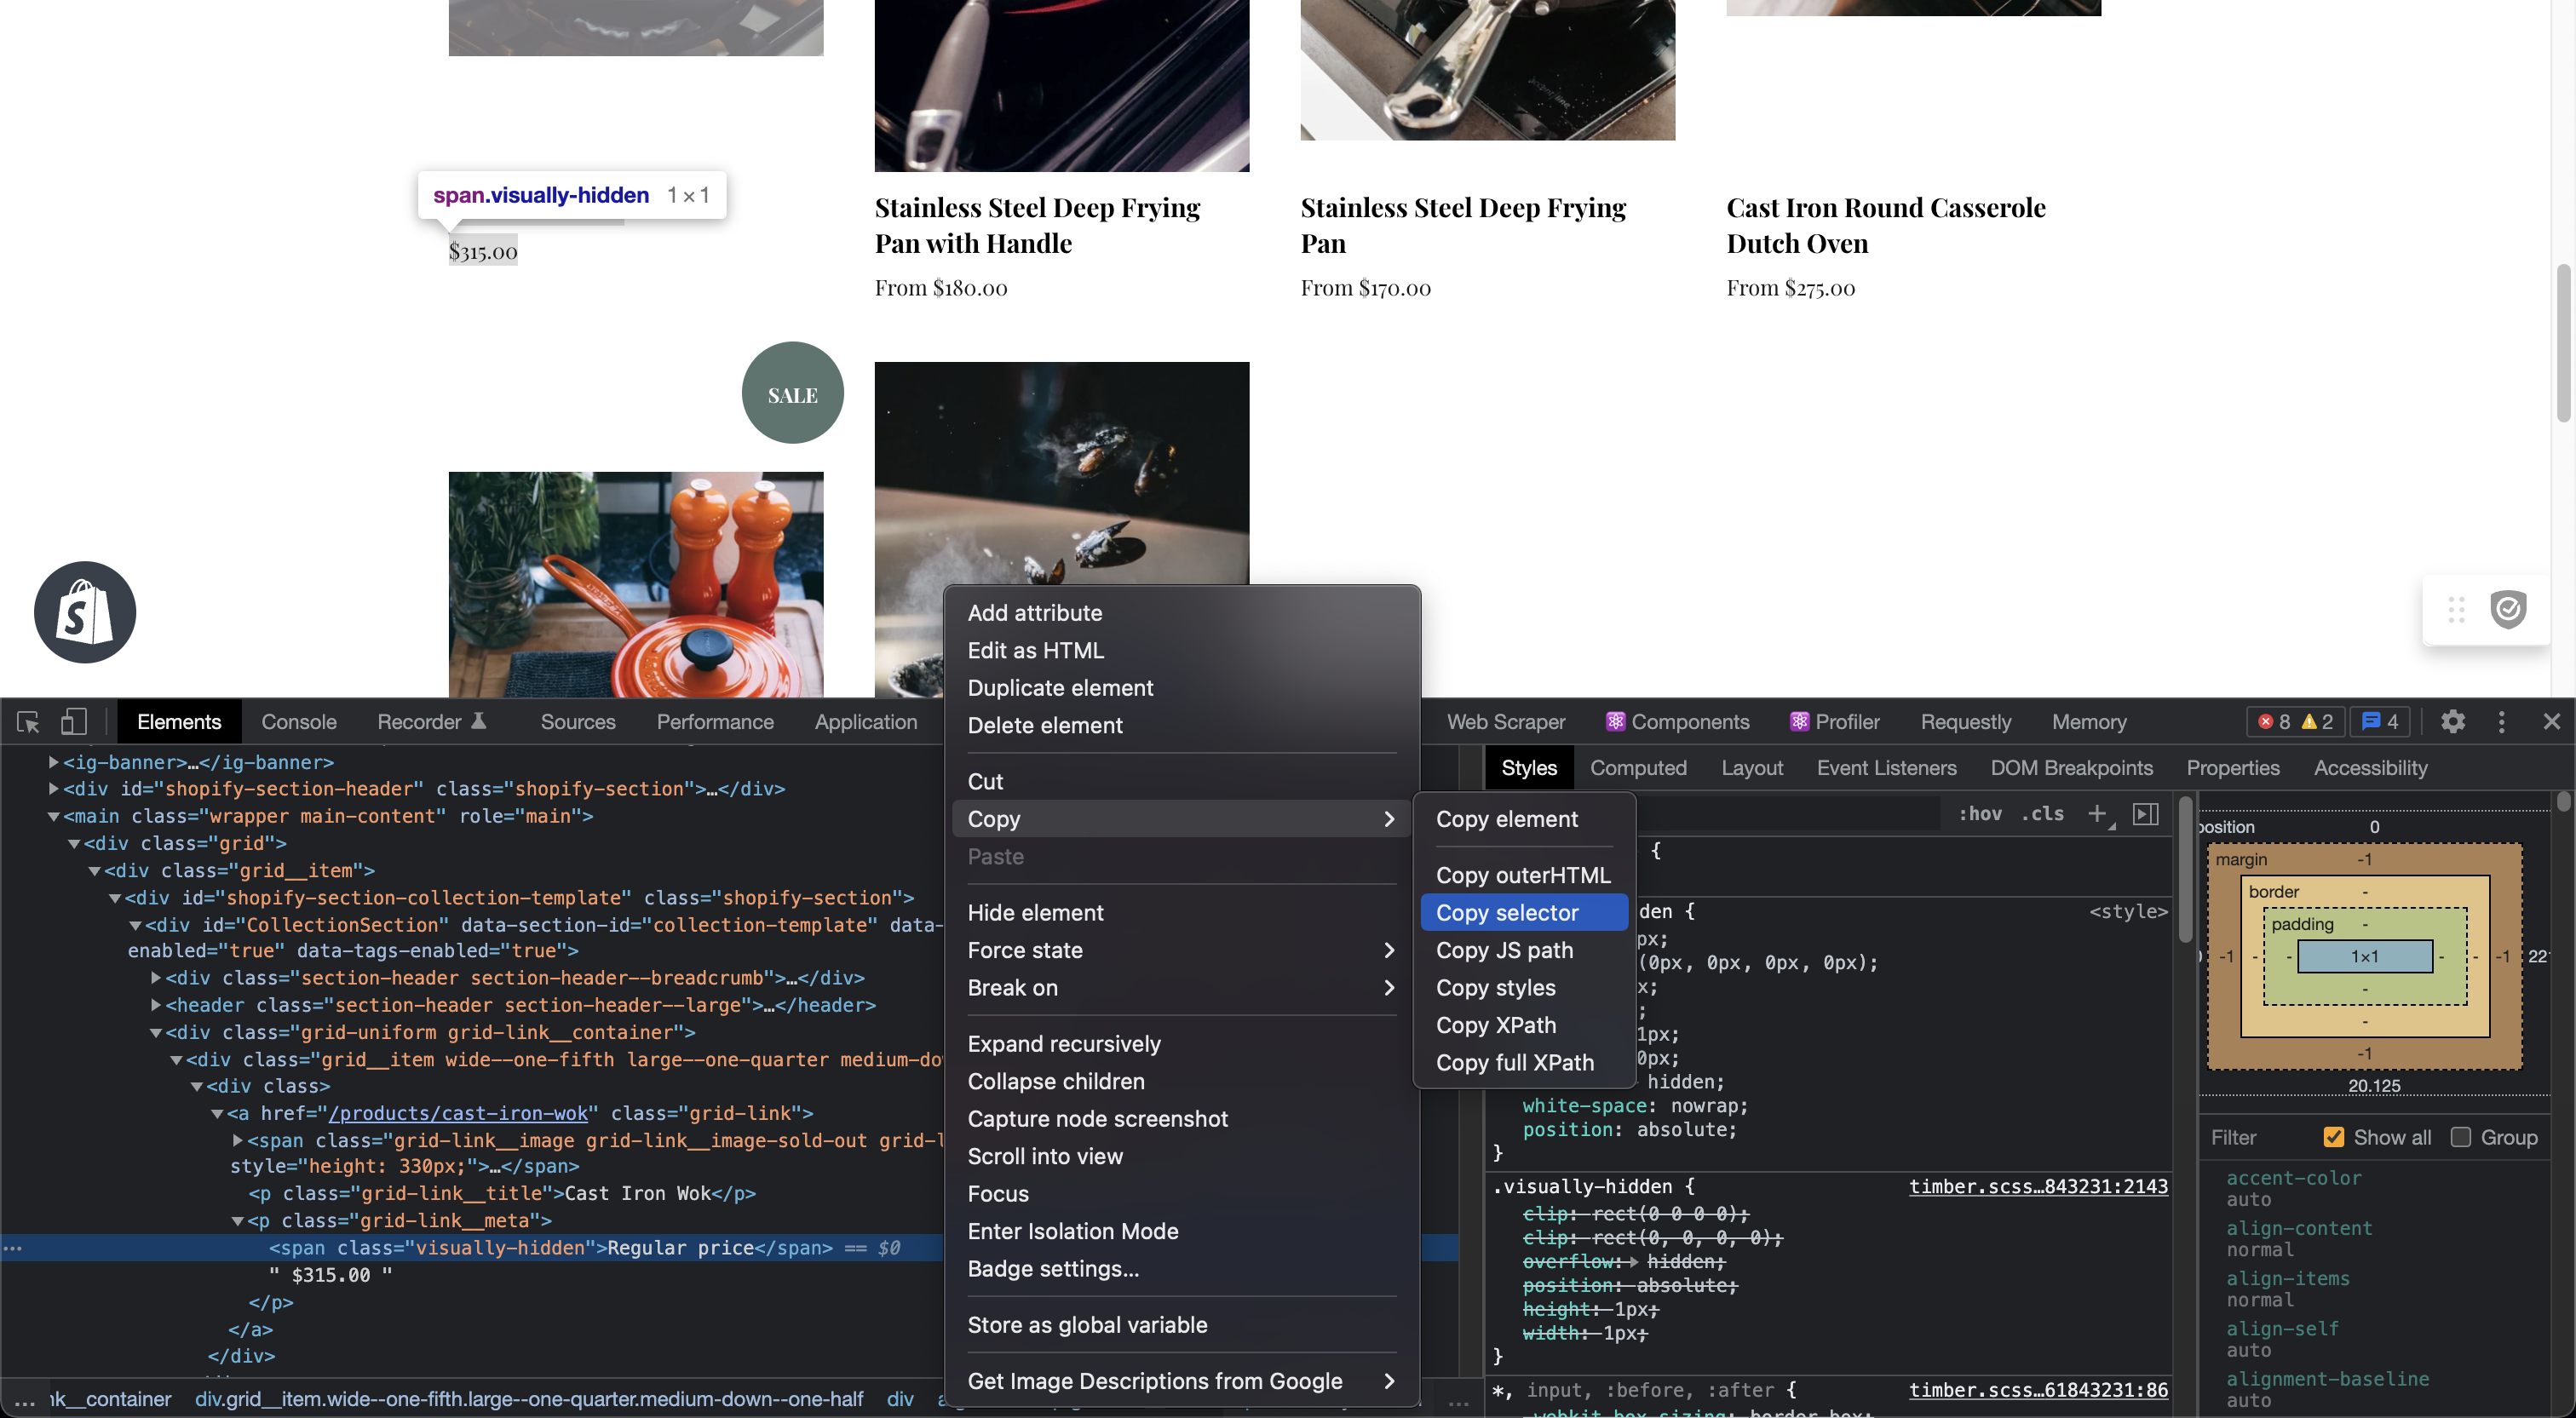 span.visually-hidden 1 × 1
$315.00
Stainless Steel Deep Frying
Pan with Handle
From $180.00
Stainless Steel Deep Frying
Pan
From $170.00
Cast Iron Round Casserole
Dutch Oven
From $275.00
SALE
Elements Console Recorder Sources Performance Application Web Scraper Components Profiler Requestly Memory 8 2 4
<ig-banner>…</ig-banner>
<div id="shopify-section-header" class="shopify-section">…</div>
<main class="wrapper main-content" role="main">
<div class="grid">
<div class="grid__item">
<div id="shopify-section-collection-template" class="shopify-section">
<div id="CollectionSection" data-section-id="collection-template" data-
enabled="true" data-tags-enabled="true">
<div class="section-header section-header--breadcrumb">…</div>
<header class="section-header section-header--large">…</header>
<div class="grid-uniform grid-link__container">
<div class="grid__item wide--one-fifth large--one-quarter medium-do
<div class>
<a href="/products/cast-iron-wok" class="grid-link">
<span class="grid-link__image grid-link__image-sold-out grid-l
style="height: 330px;">…</span>
<p class="grid-link__title">Cast Iron Wok</p>
<p class="grid-link__meta">
… <span class="visually-hidden">Regular price</span> == $0
" $315.00 "
</p>
</a>
</div>
… nk__container div.grid__item.wide--one-fifth.large--one-quarter.medium-down--one-half div …
Add attribute
Edit as HTML
Duplicate element
Delete element
Cut
Copy
Paste
Hide element
Force state
Break on
Expand recursively
Collapse children
Capture node screenshot
Scroll into view
Focus
Enter Isolation Mode
Badge settings...
Store as global variable
Get Image Descriptions from Google
Copy element
Copy outerHTML
Copy selector
Copy JS path
Copy styles
Copy XPath
Copy full XPath
Styles Computed Layout Event Listeners DOM Breakpoints Properties Accessibility
:hov .cls +
{
den { <style>
px;
(0px, 0px, 0px, 0px);
x;
;
1px;
0px;
hidden;
white-space: nowrap;
position: absolute;
}
.visually-hidden { timber.scss…843231:2143
clip: rect(0 0 0 0);
clip: rect(0, 0, 0, 0);
overflow: hidden;
position: absolute;
height: 1px;
width: 1px;
}
*, input, :before, :after { timber.scss…61843231:86
-webkit-box-sizing: border-box;
position 0
margin -1
border -
padding -
-1 - - 1×1 - - -1 22
-
-
-1
20.125
Filter Show all Group
accent-color
auto
align-content
normal
align-items
normal
align-self
auto
alignment-baseline
auto